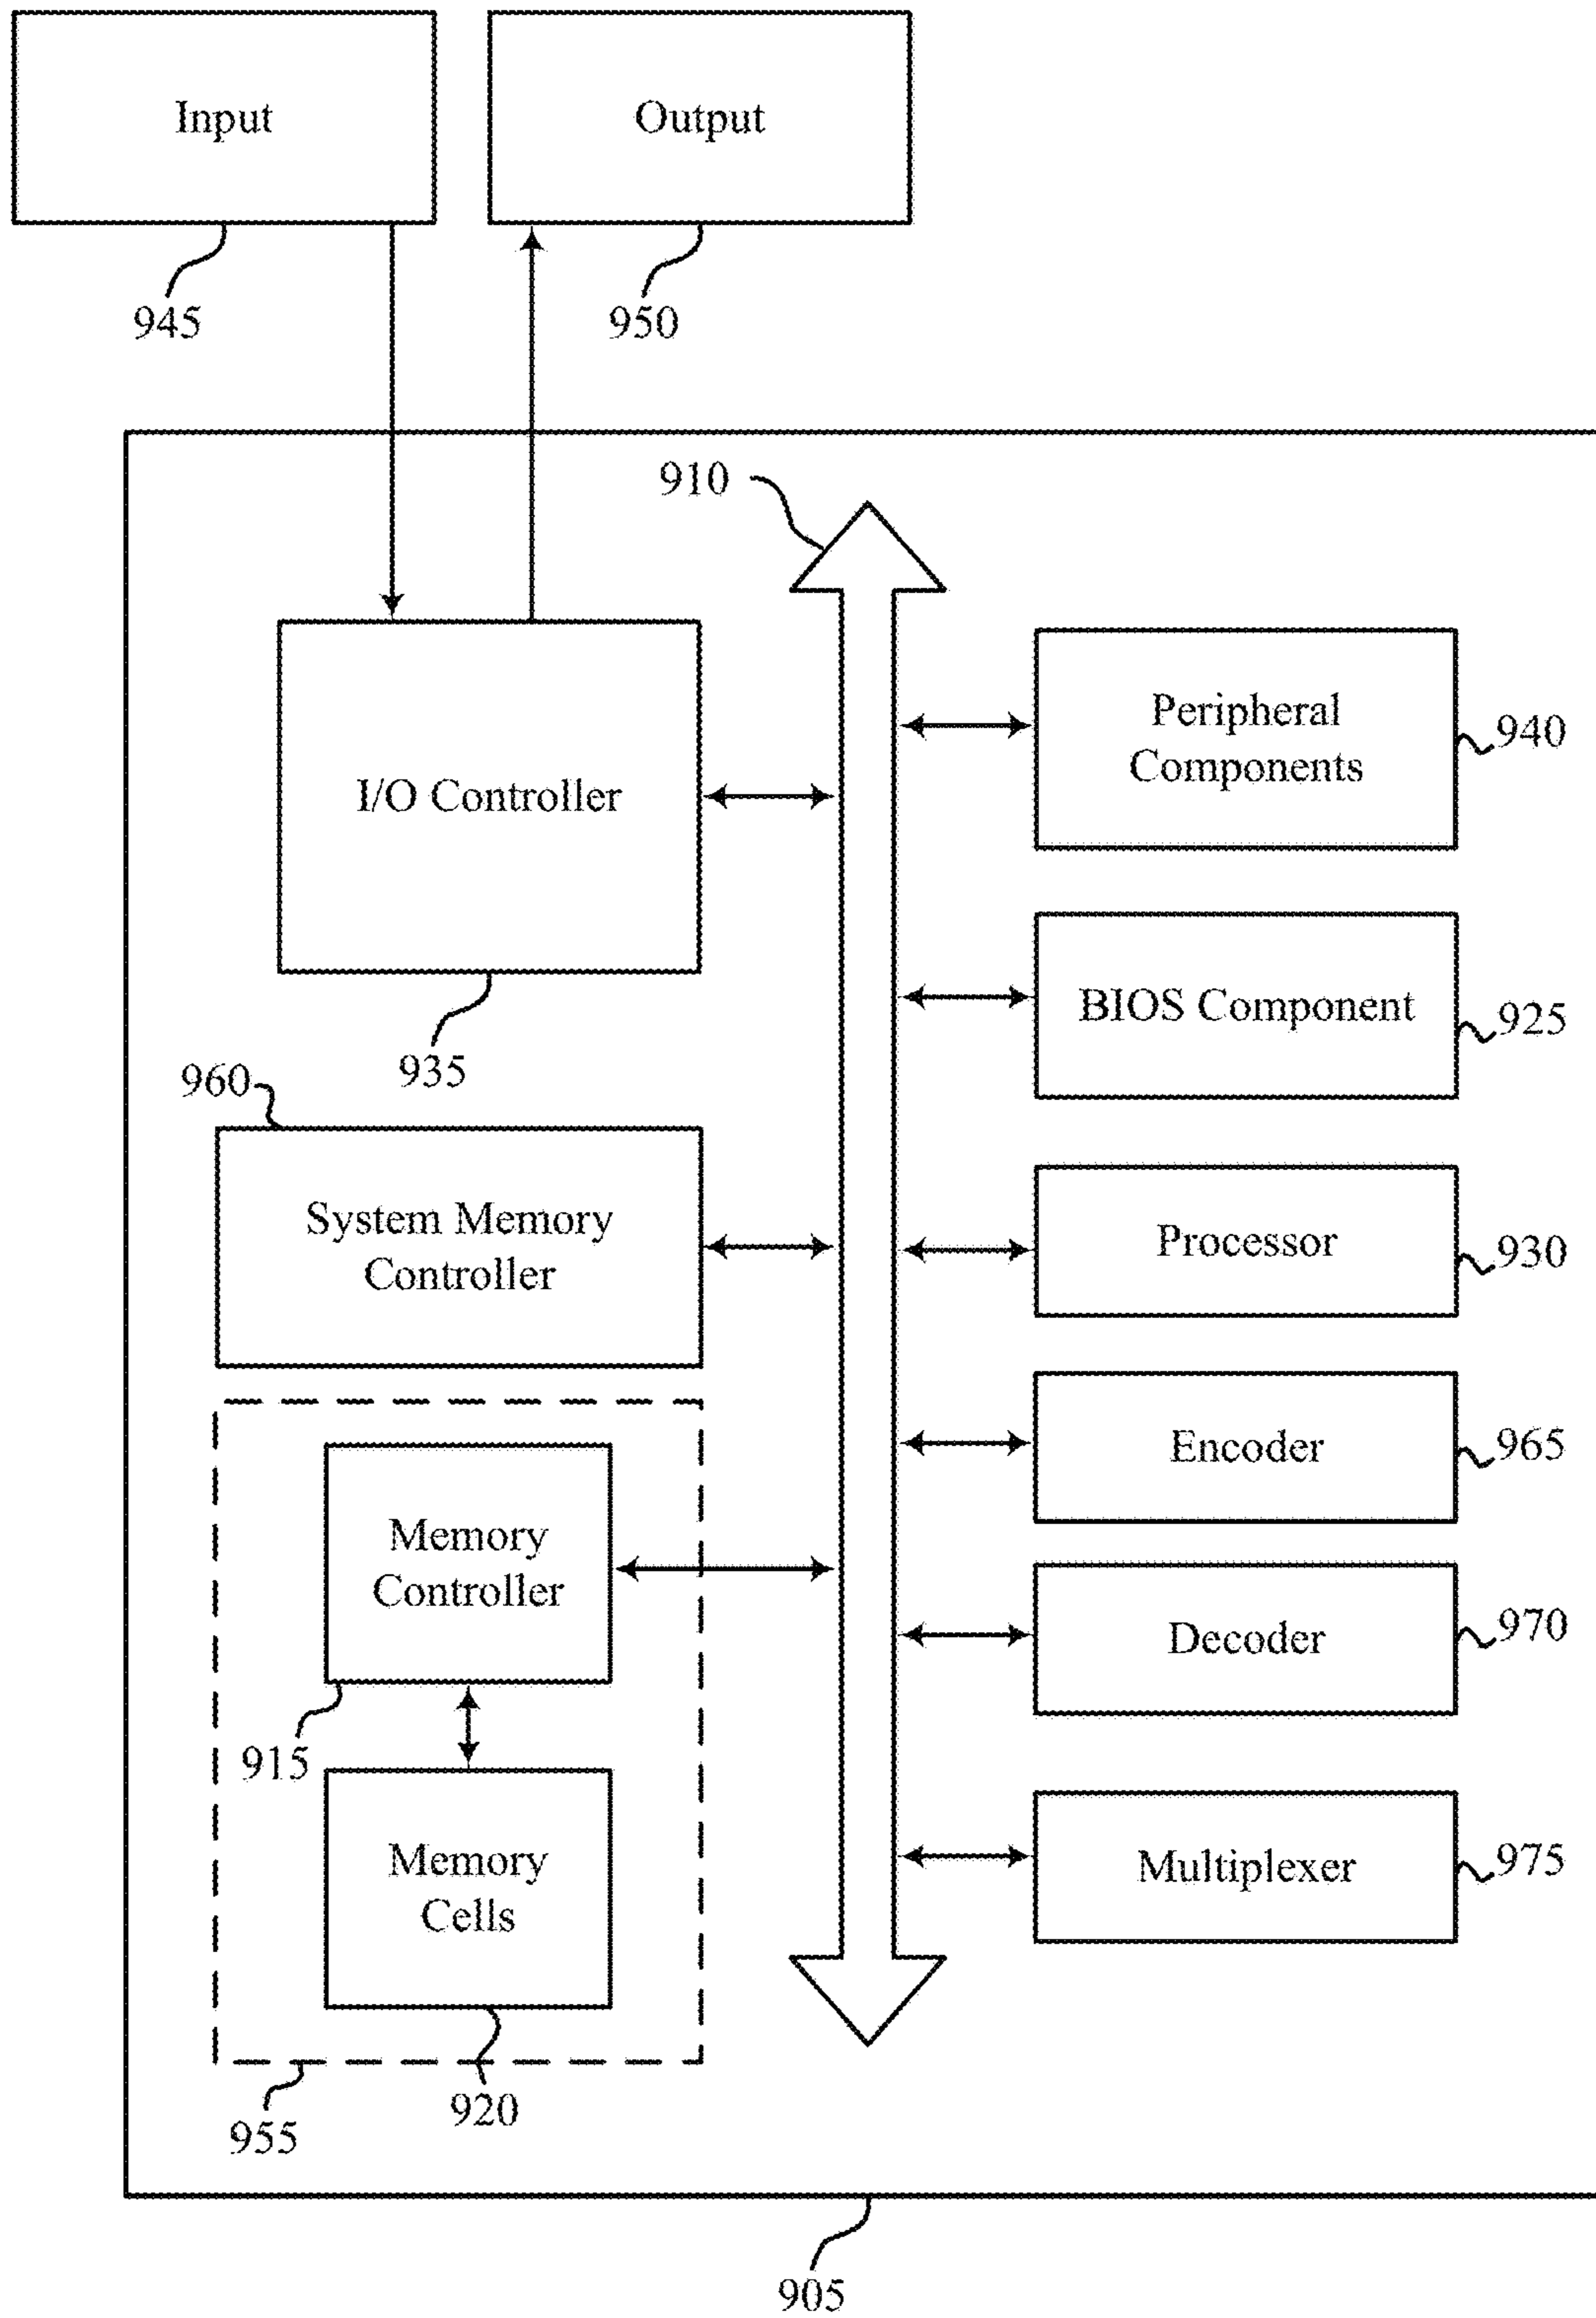 Input
Output
945
950
910
Peripheral
Components
940
I/O Controller
BIOS Component
925
935
960
System Memory
Controller
Processor
930
Encoder
965
Memory
Controller
Decoder
970
915
Memory
Cells
Multiplexer
975
920
955
905